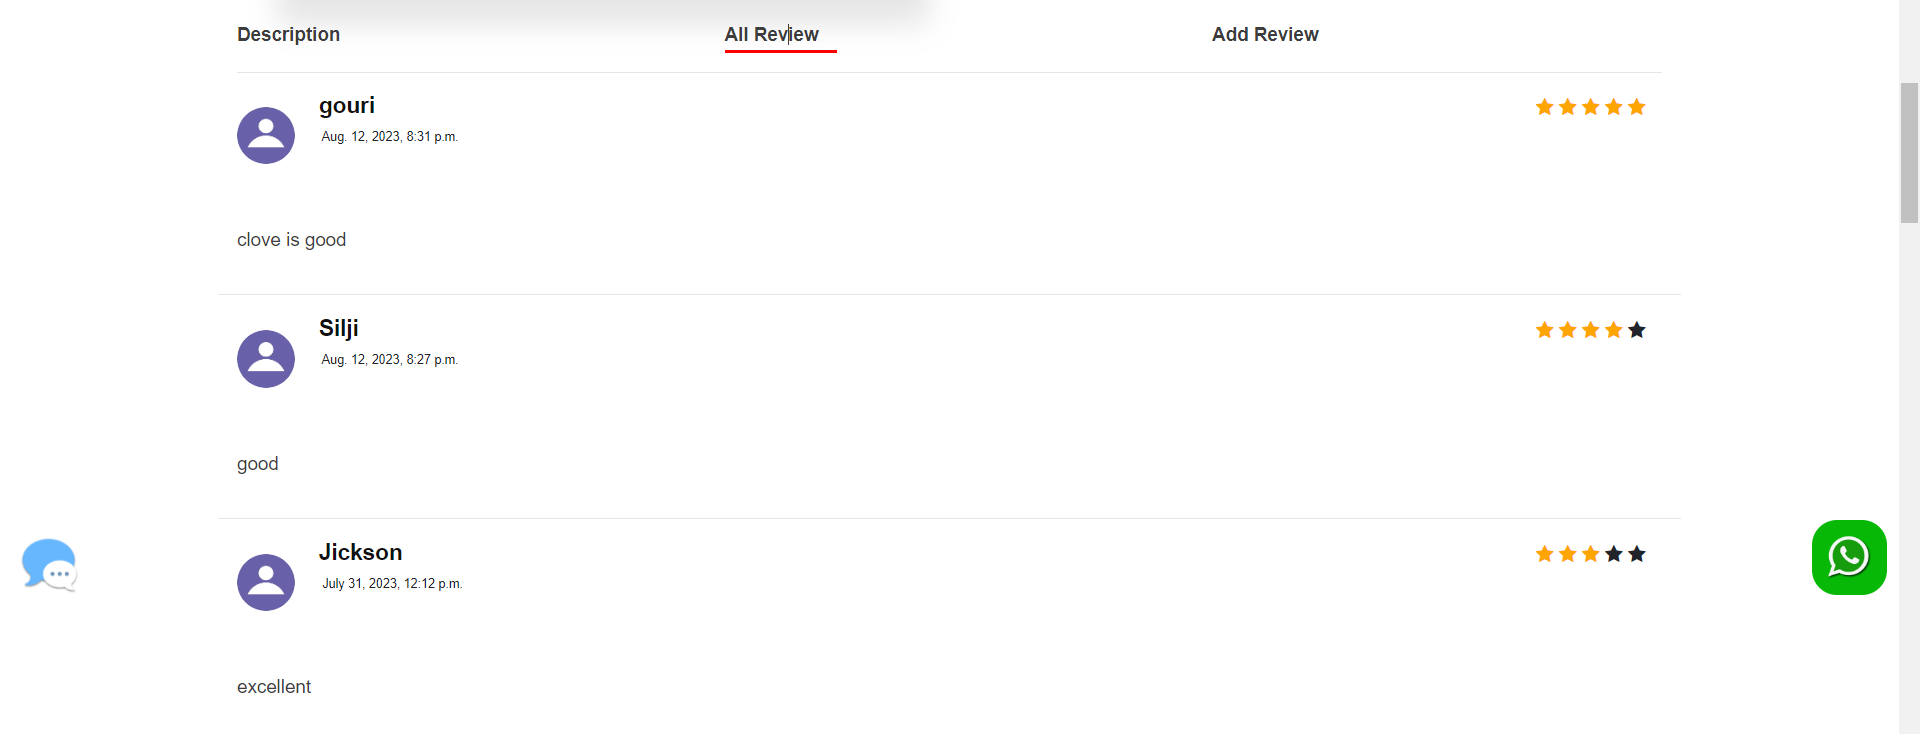 Description All Review Add Review
gouri
Aug. 12, 2023, 8:31 p.m.
clove is good
Silji
Aug. 12, 2023, 8:27 p.m.
good
Jickson
July 31, 2023, 12:12 p.m.
excellent